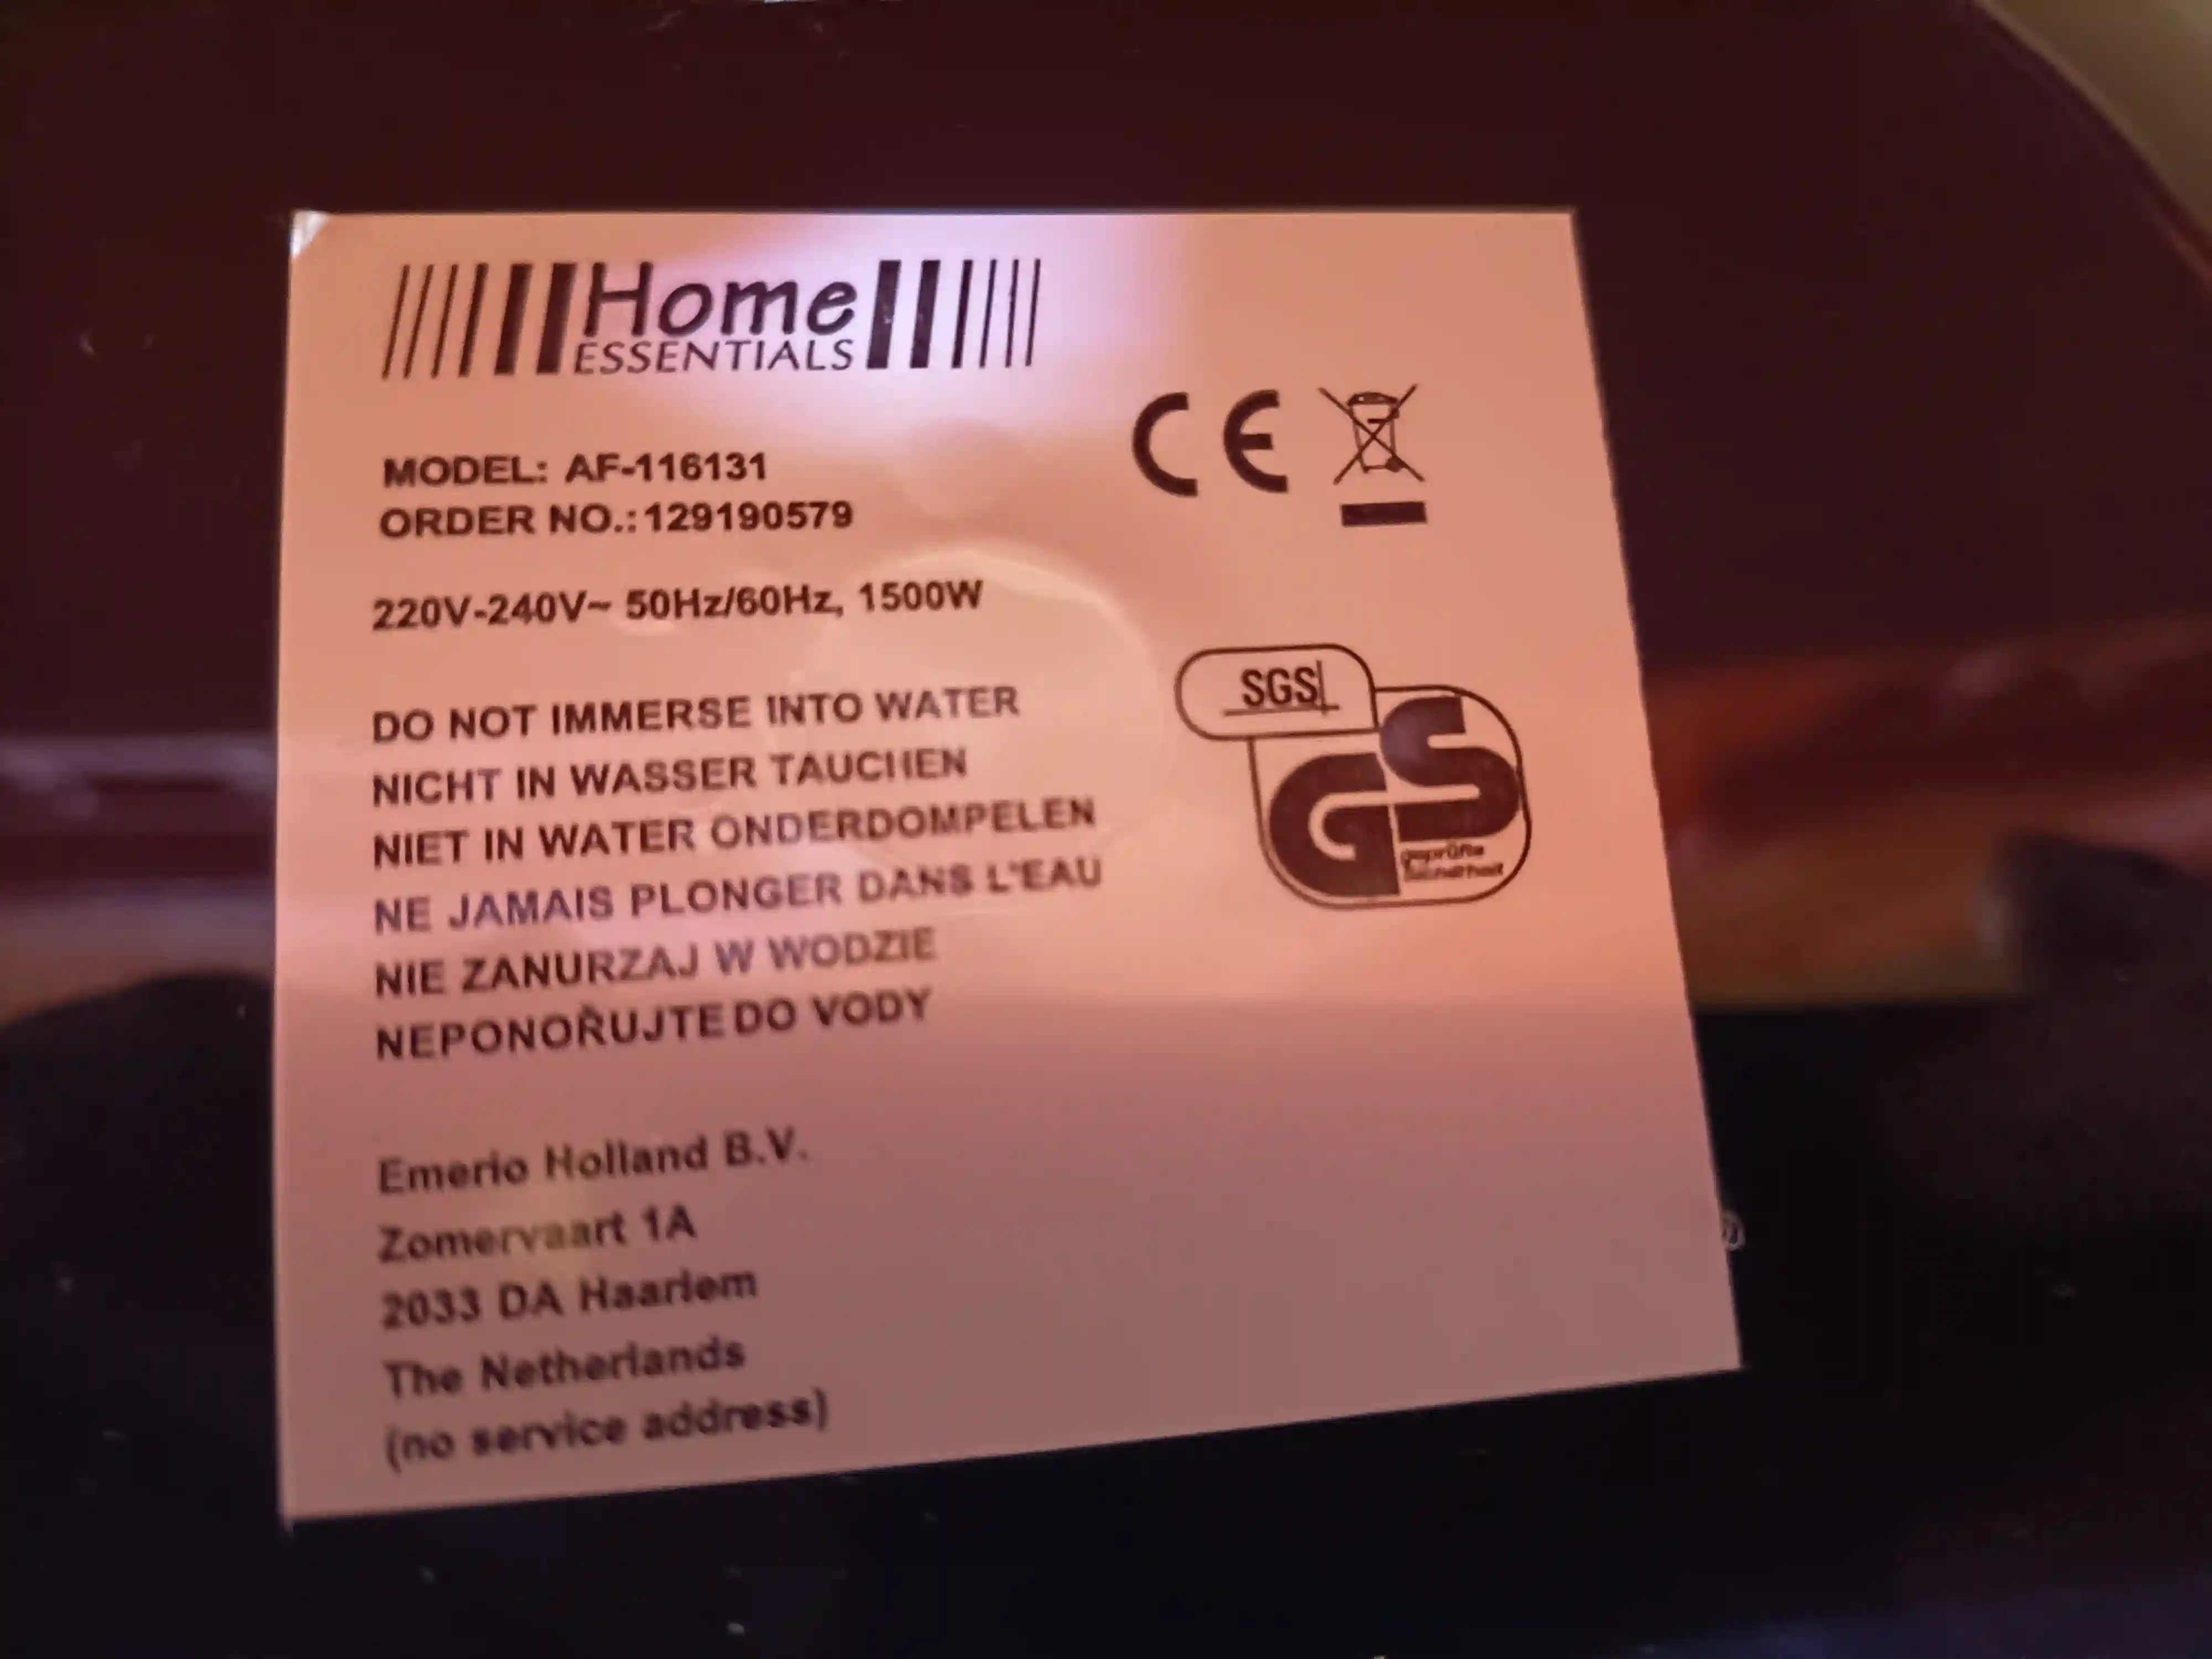 Home
ESSENTIALS
CE
MODEL: AF-116131
ORDER NO.:129190579
220V-240V~ 50Hz/60Hz, 1500W
SGS
GS
geprüfte
Sicherheit
DO NOT IMMERSE INTO WATER
NICHT IN WASSER TAUCHEN
NIET IN WATER ONDERDOMPELEN
NE JAMAIS PLONGER DANS L'EAU
NIE ZANURZAJ W WODZIE
NEPONOŘUJTE DO VODY
Emerio Holland B.V.
Zomervaart 1A
2033 DA Haarlem
The Netherlands
(no service address)